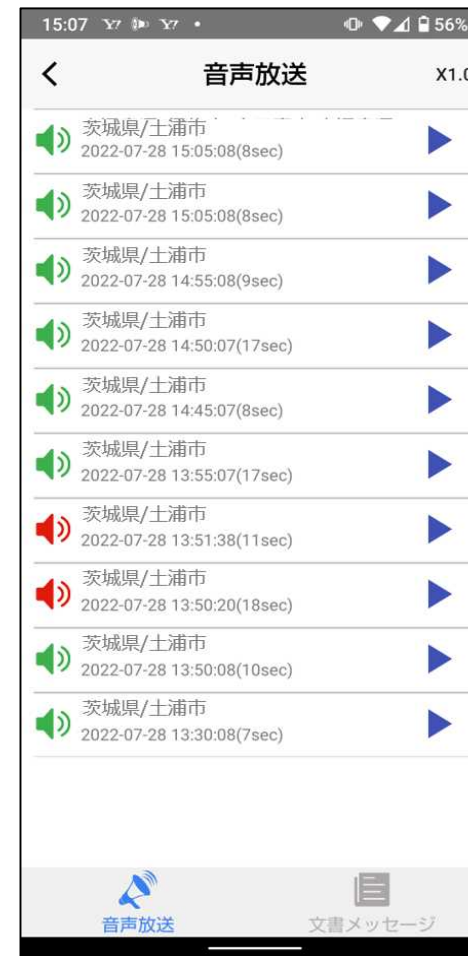 15:07 Y7 Y7 • 56%
音声放送 X1.0
茨城県/土浦市
2022-07-28 15:05:08(8sec)
茨城県/土浦市
2022-07-28 15:05:08(8sec)
茨城県/土浦市
2022-07-28 14:55:08(9sec)
茨城県/土浦市
2022-07-28 14:50:07(17sec)
茨城県/土浦市
2022-07-28 14:45:07(8sec)
茨城県/土浦市
2022-07-28 13:55:07(17sec)
茨城県/土浦市
2022-07-28 13:51:38(11sec)
茨城県/土浦市
2022-07-28 13:50:20(18sec)
茨城県/土浦市
2022-07-28 13:50:08(10sec)
茨城県/土浦市
2022-07-28 13:30:08(7sec)
音声放送 文書メッセージ